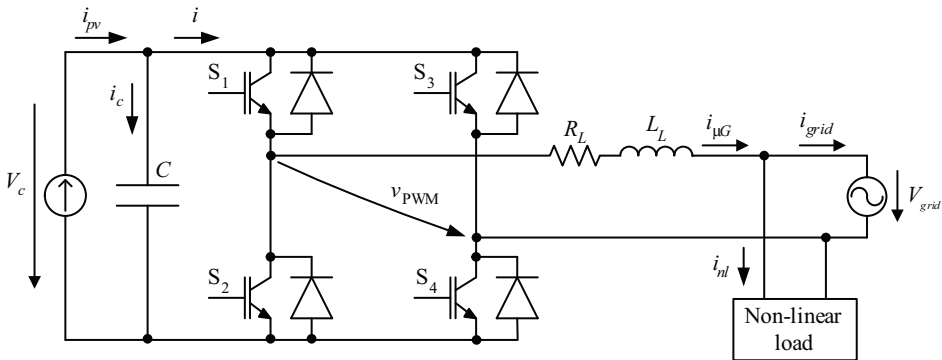 i_pv
i
S_1
S_3
i_c
C
V_c
v_PWM
R_L
L_L
i_μG
i_grid
V_grid
S_2
S_4
i_nl
Non-linear
load